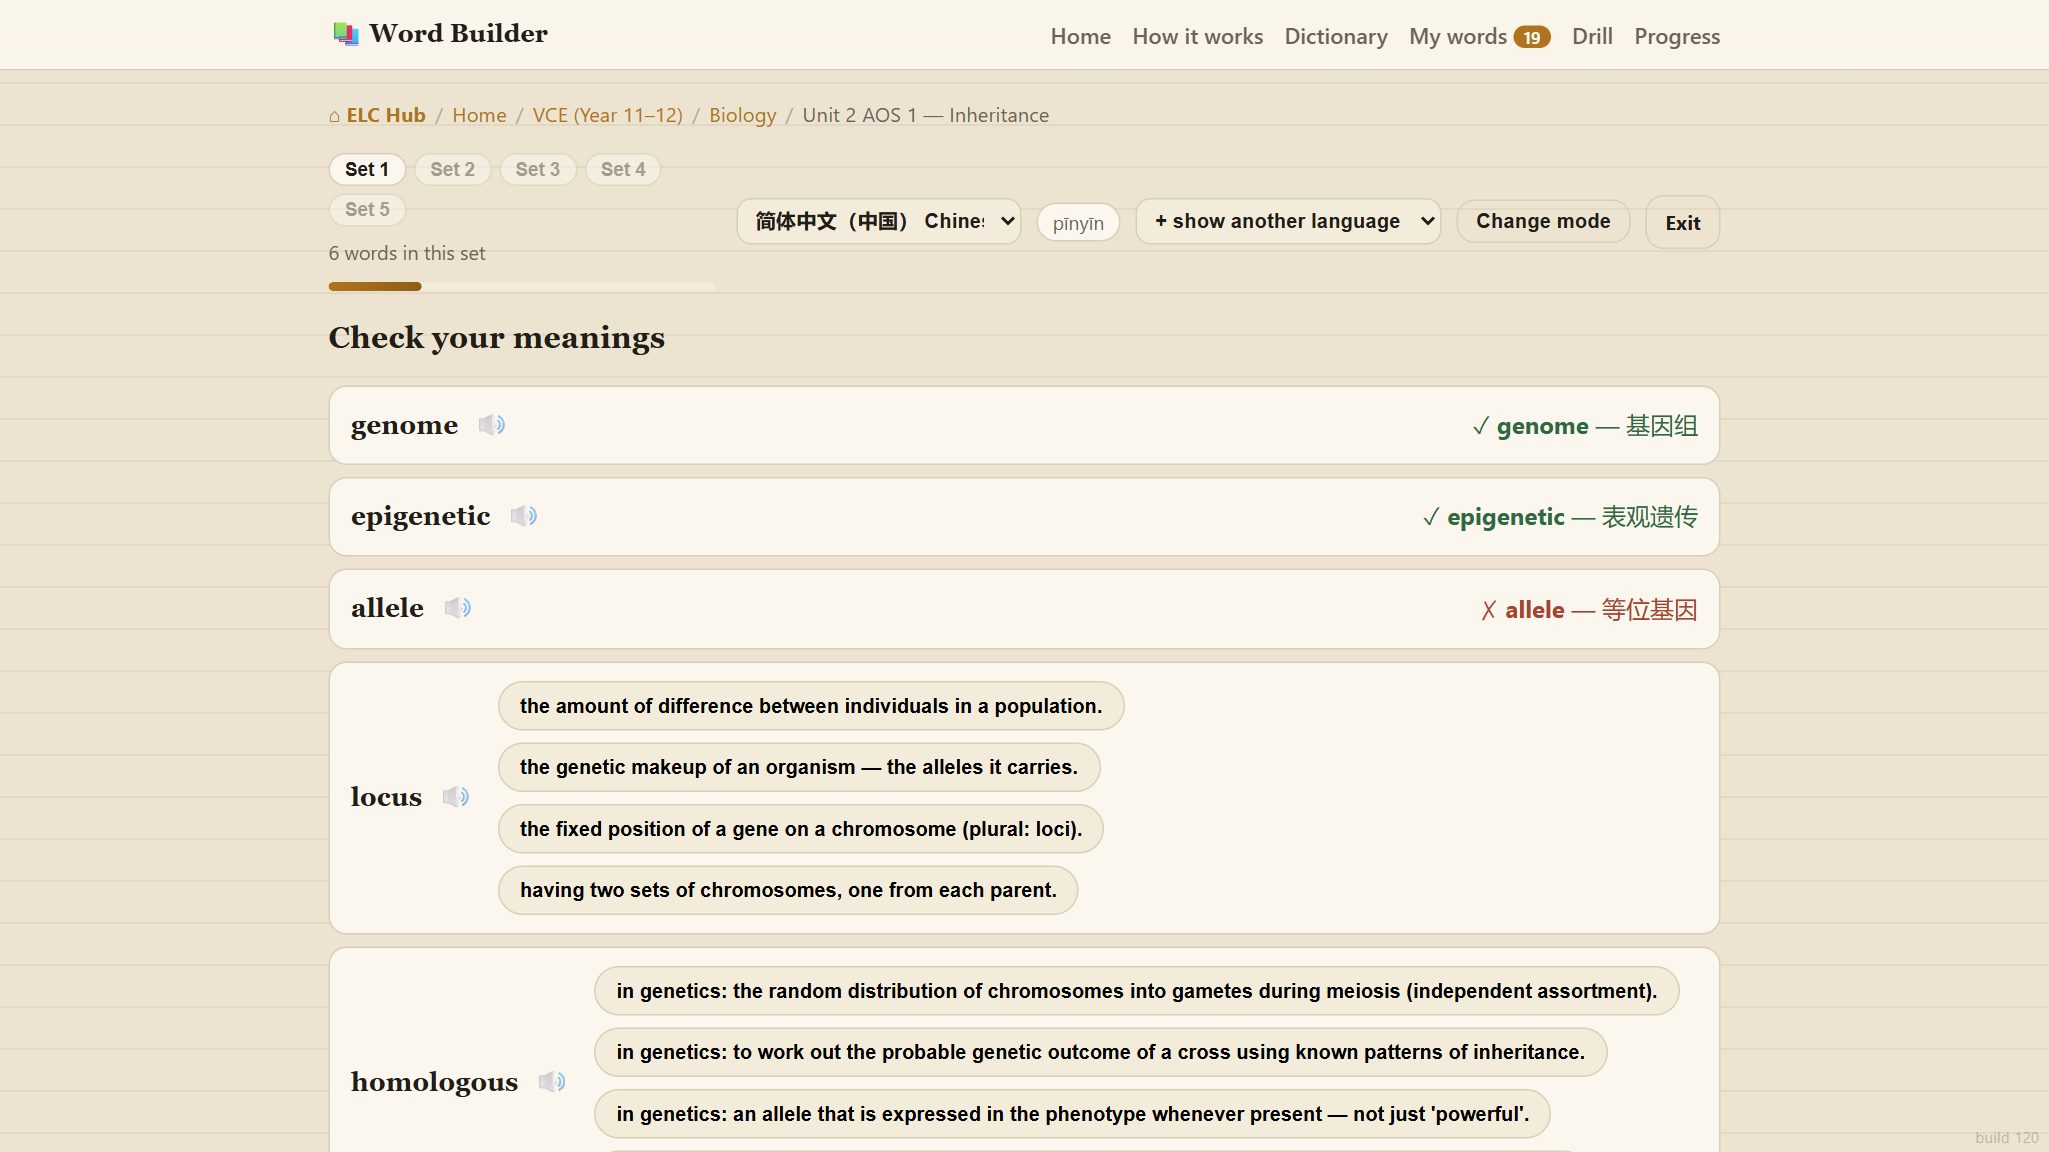 Word Builder
Home How it works Dictionary My words 19 Drill Progress
⌂ ELC Hub / Home / VCE (Year 11–12) / Biology / Unit 2 AOS 1 — Inheritance
Set 1 Set 2 Set 3 Set 4
Set 5
6 words in this set
简体中文（中国） Chines
pīnyīn
+ show another language
Change mode
Exit
Check your meanings
genome ✓ genome — 基因组
epigenetic ✓ epigenetic — 表观遗传
allele ✗ allele — 等位基因
locus
the amount of difference between individuals in a population.
the genetic makeup of an organism — the alleles it carries.
the fixed position of a gene on a chromosome (plural: loci).
having two sets of chromosomes, one from each parent.
homologous
in genetics: the random distribution of chromosomes into gametes during meiosis (independent assortment).
in genetics: to work out the probable genetic outcome of a cross using known patterns of inheritance.
in genetics: an allele that is expressed in the phenotype whenever present — not just 'powerful'.
build 120